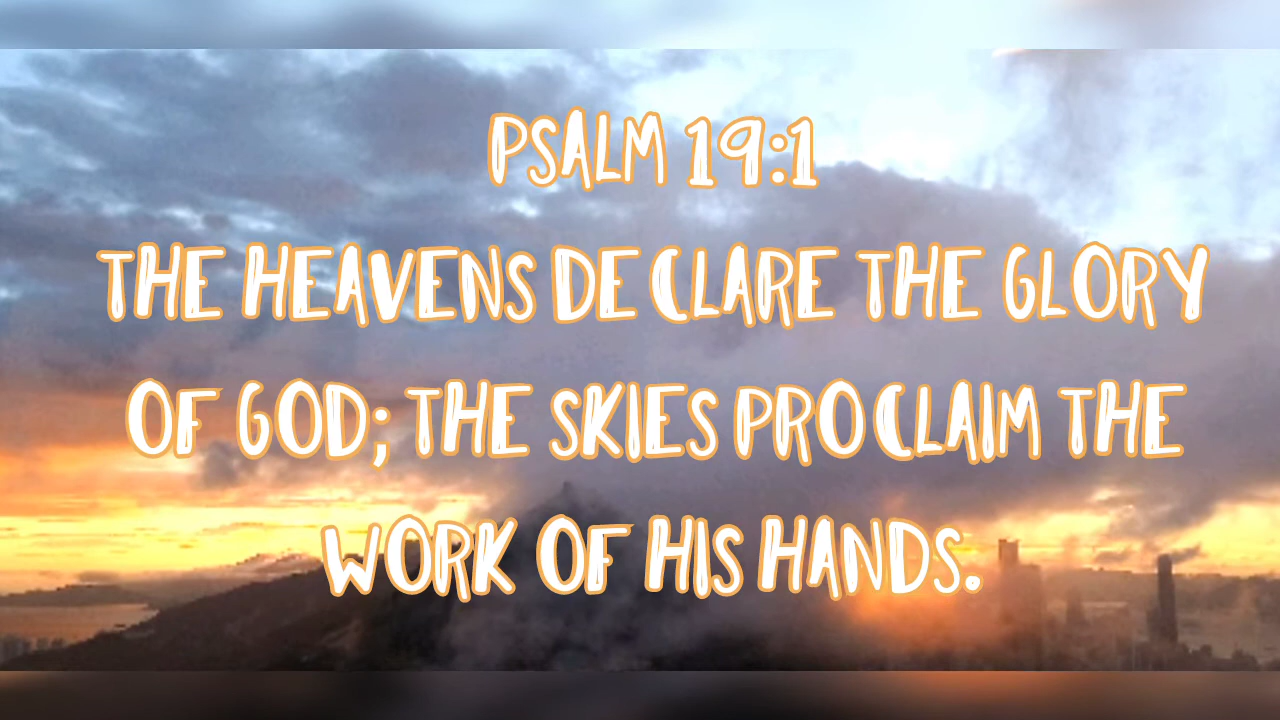 PSALM 19:1
THE HEAVENS DECLARE THE GLORY
OF GOD; THE SKIES PROCLAIM THE
WORK OF HIS HANDS.